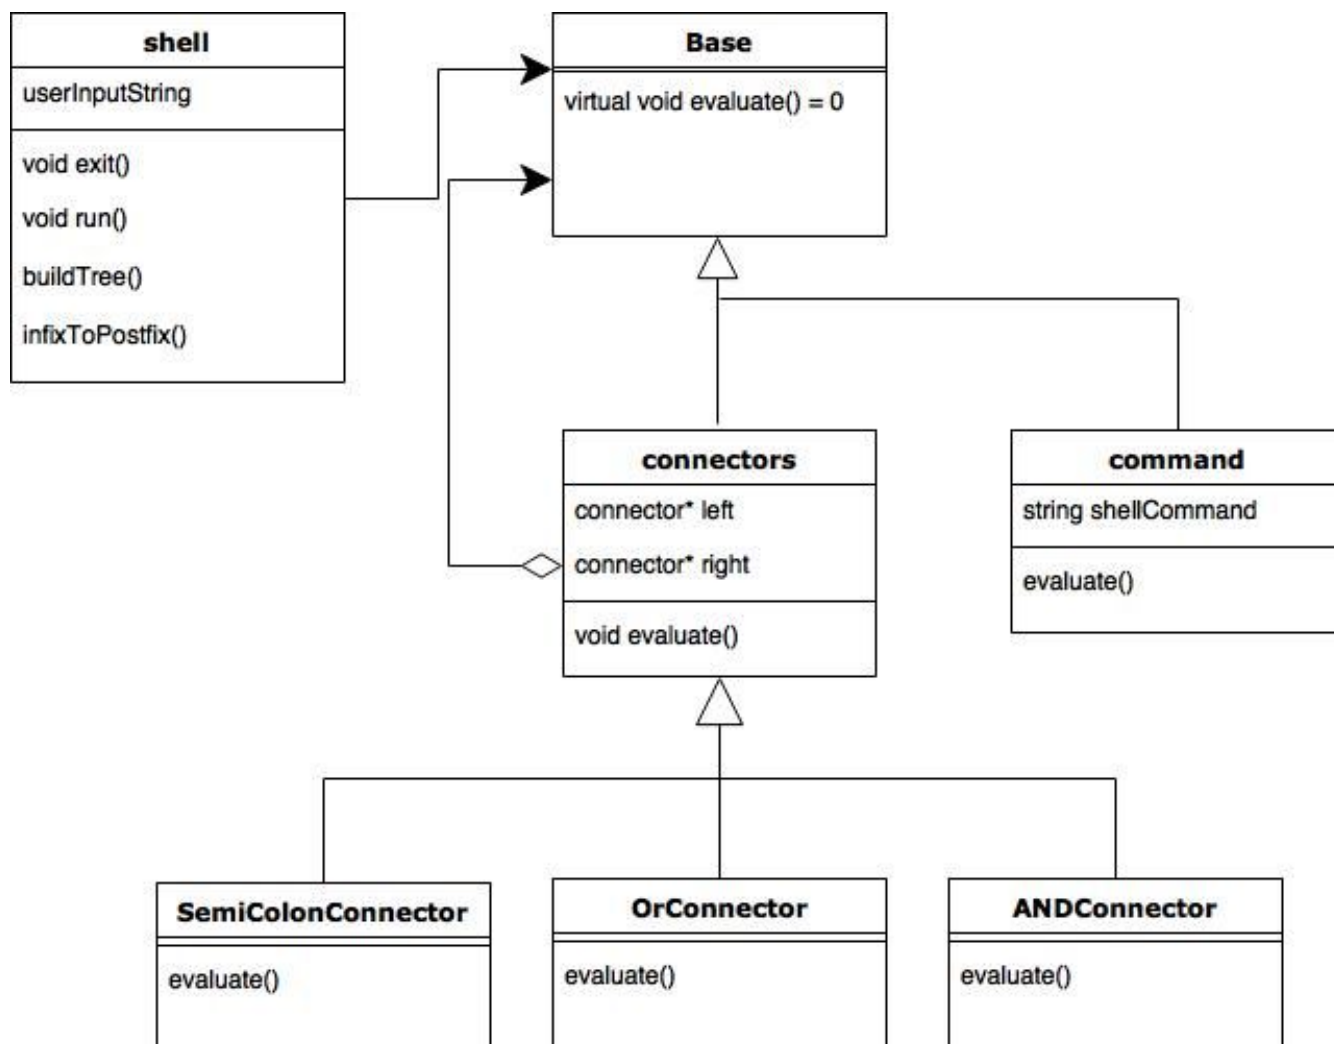 shell
userInputString
void exit()
void run()
buildTree()
infixToPostfix()
Base
virtual void evaluate() = 0
connectors
connector* left
connector* right
void evaluate()
command
string shellCommand
evaluate()
SemiColonConnector
evaluate()
OrConnector
evaluate()
ANDConnector
evaluate()